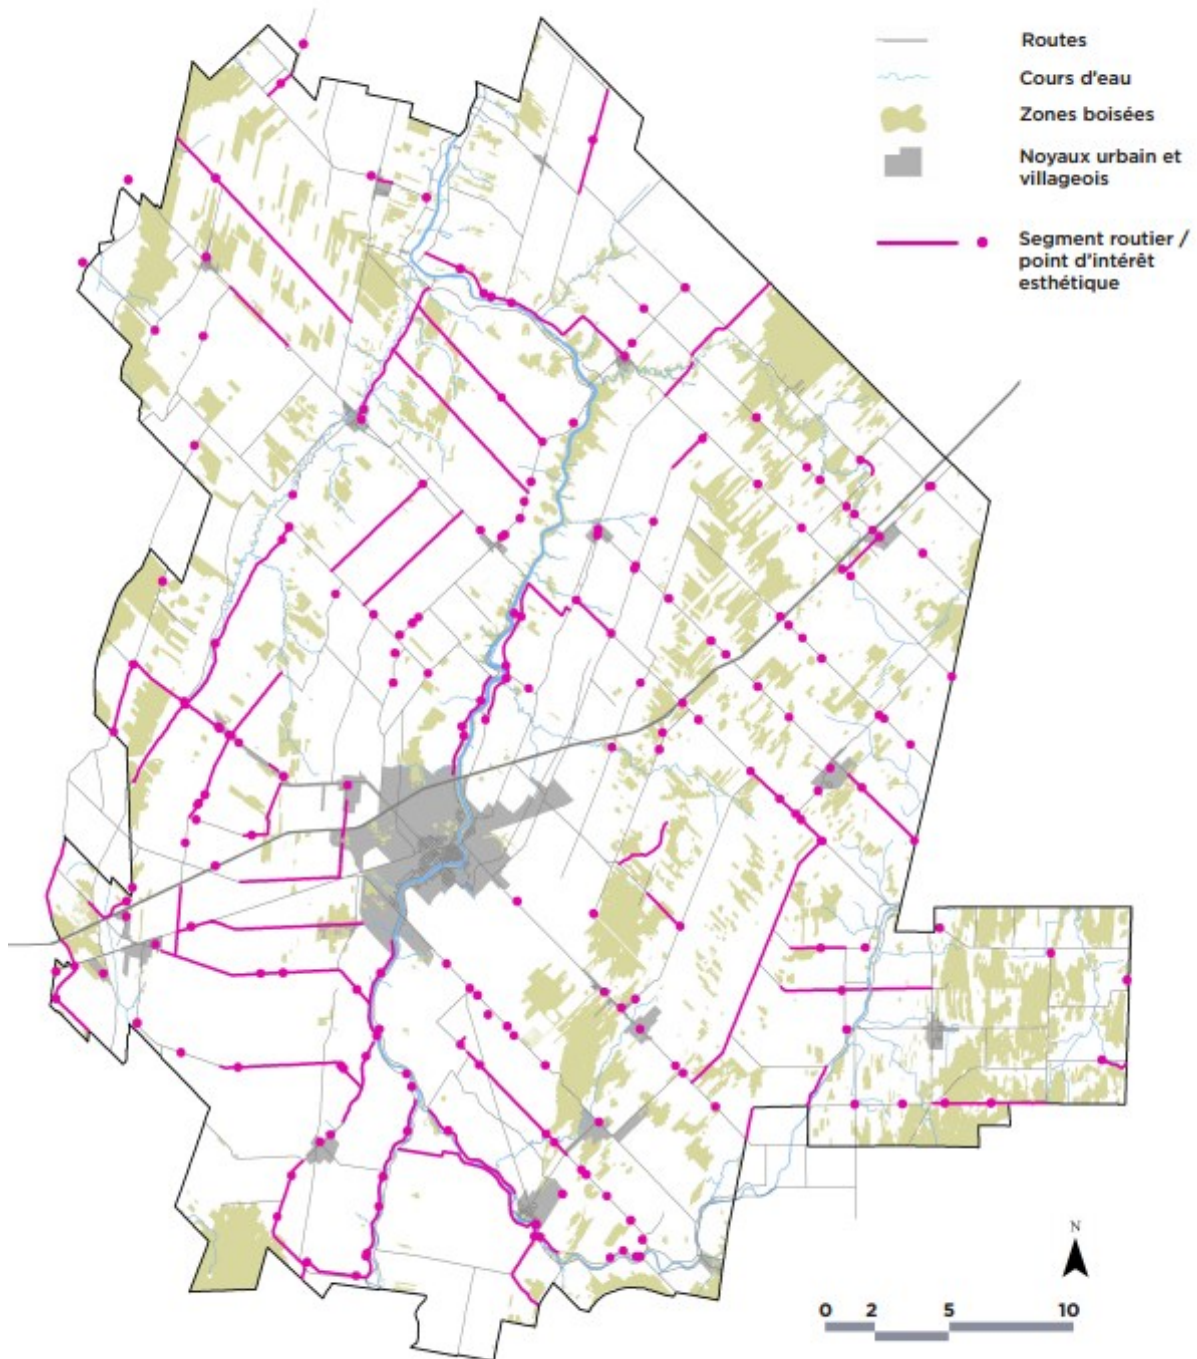 Routes
Cours d'eau
Zones boisées
Noyaux urbain et
villageois
Segment routier /
point d'intérêt
esthétique
N
0 2 5 10